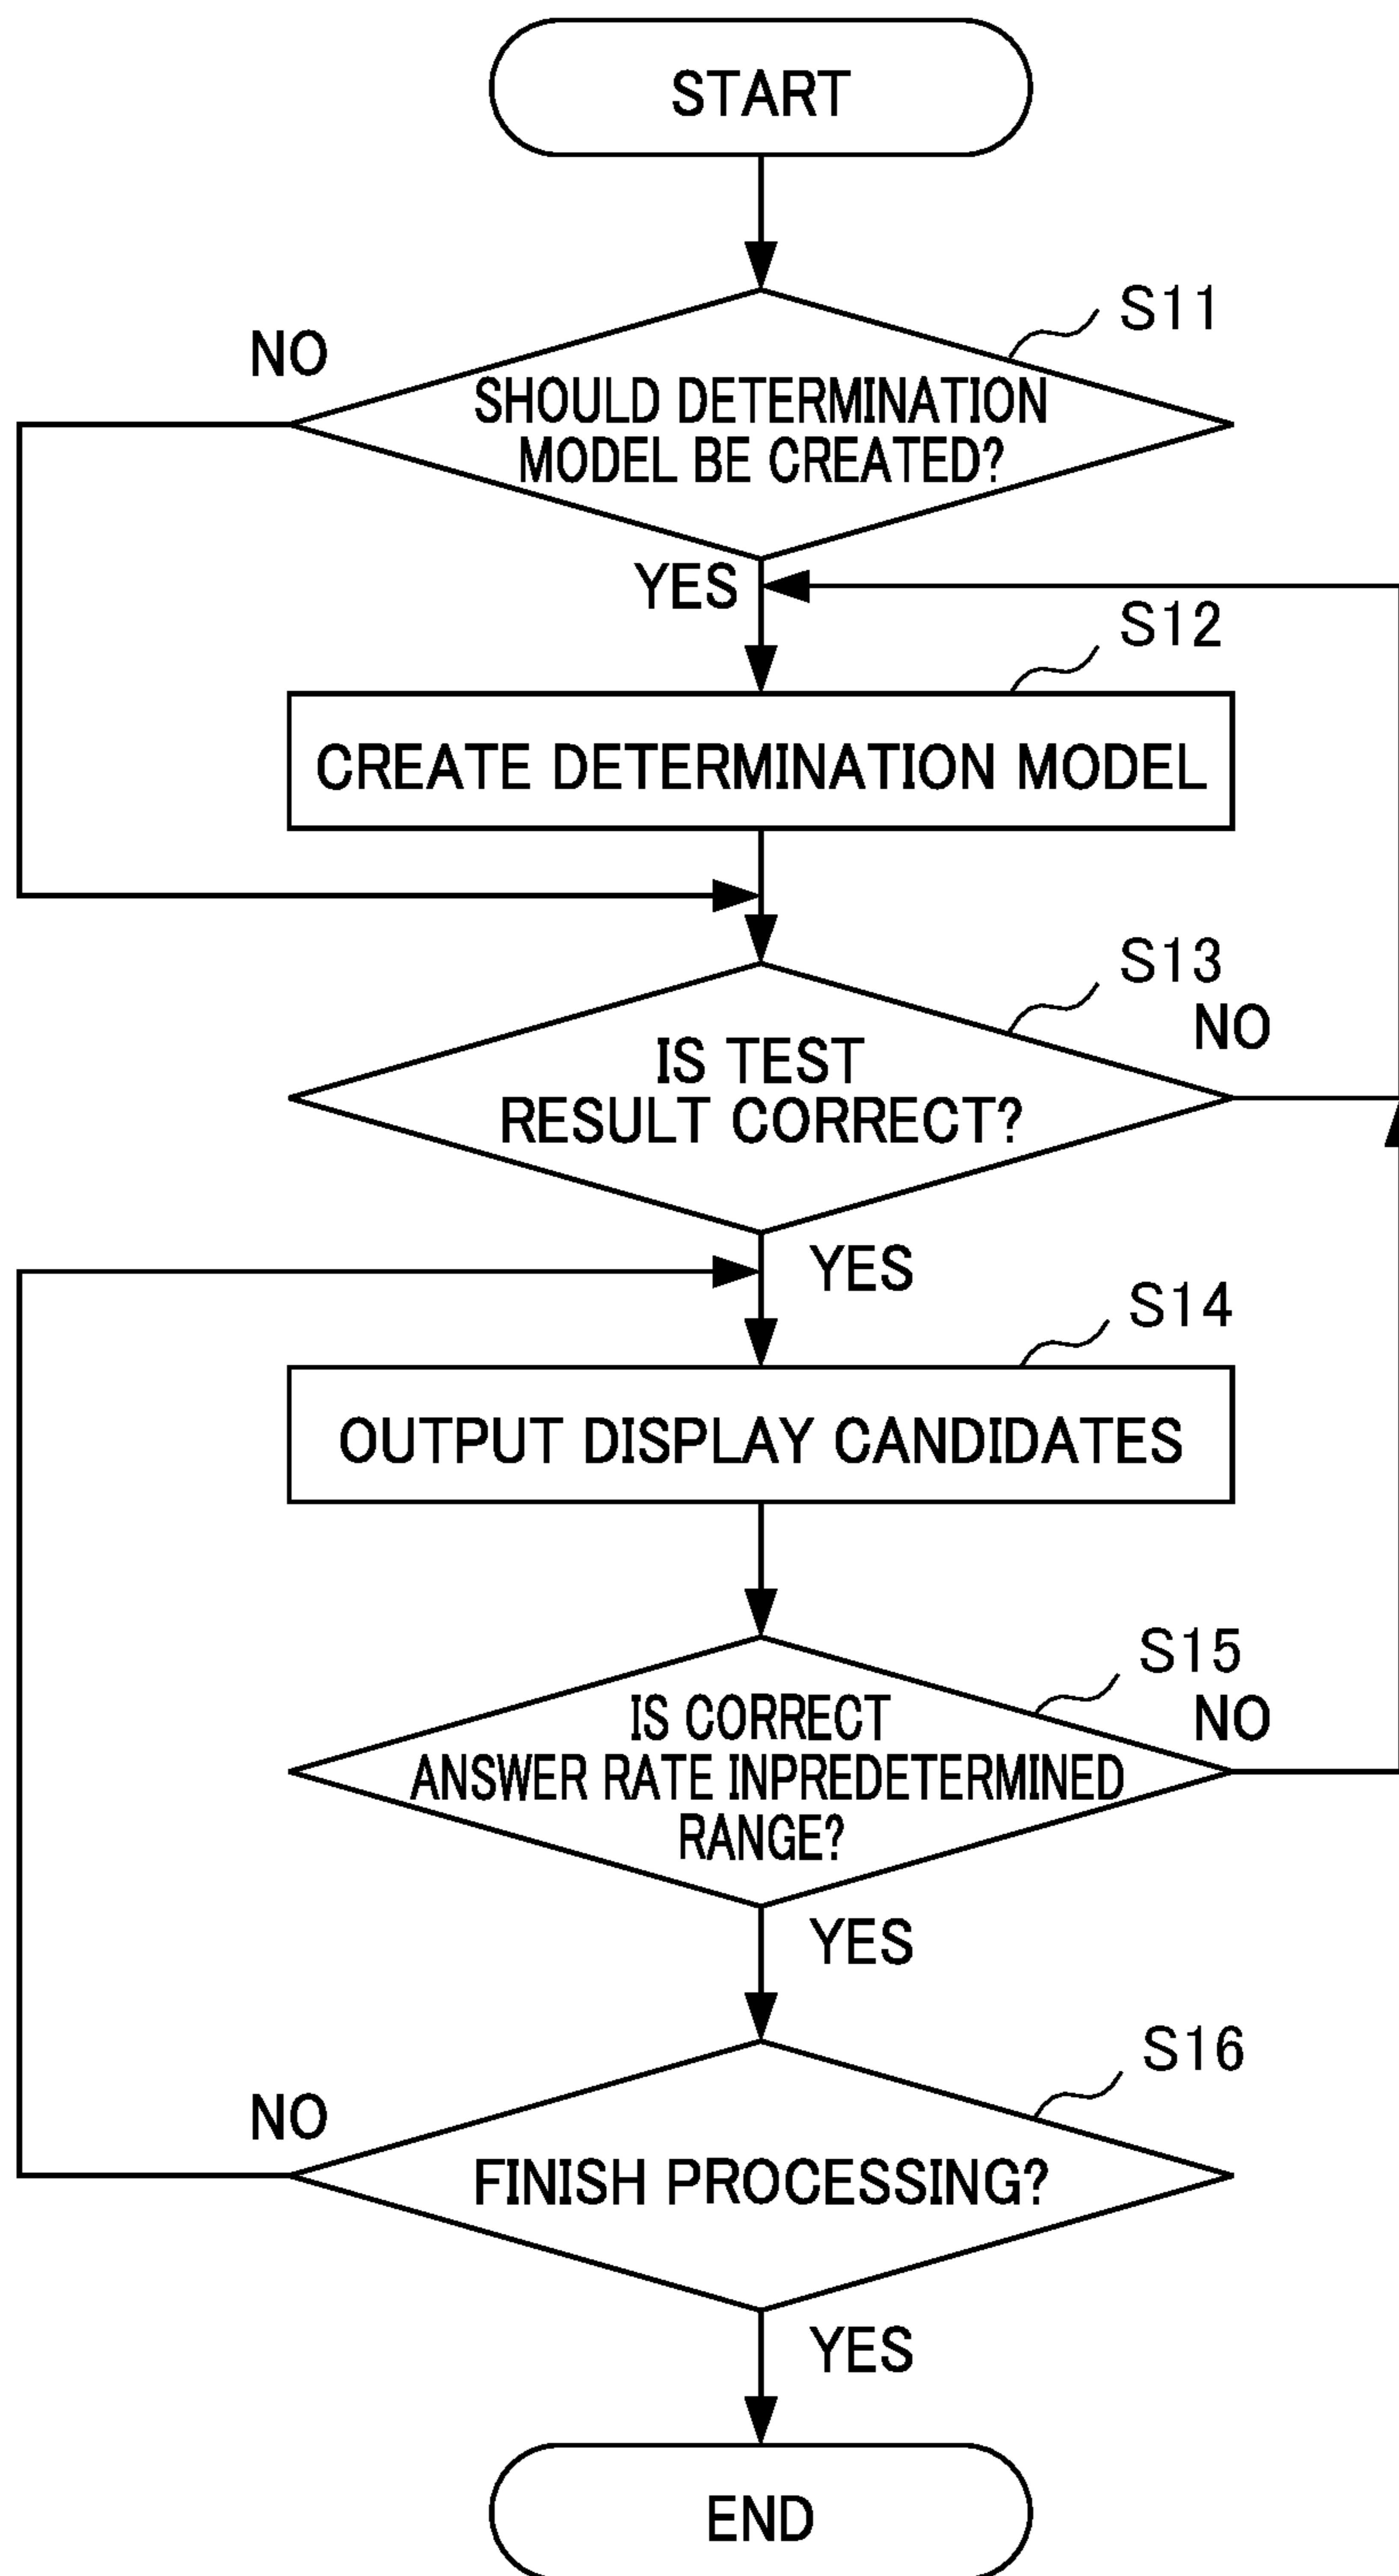 START
S11
NO
SHOULD DETERMINATION
MODEL BE CREATED?
YES
S12
CREATE DETERMINATION MODEL
S13
NO
IS TEST
RESULT CORRECT?
YES
S14
OUTPUT DISPLAY CANDIDATES
S15
NO
IS CORRECT
ANSWER RATE INPREDETERMINED
RANGE?
YES
S16
NO
FINISH PROCESSING?
YES
END